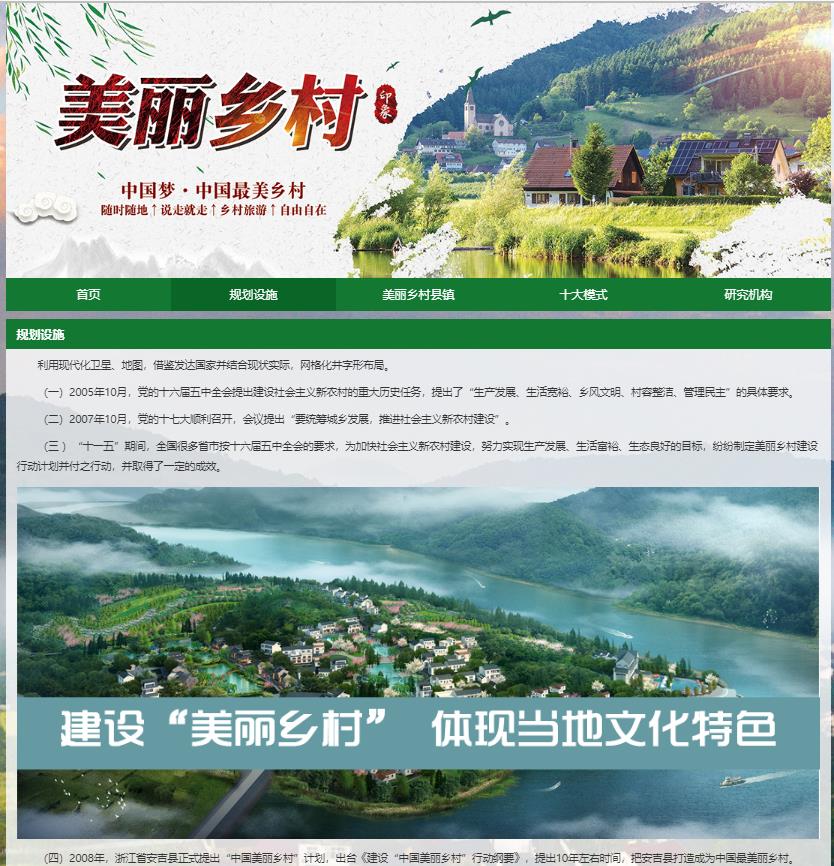 美丽乡村
印象
中国梦·中国最美乡村
随时随地↑说走就走↑乡村旅游↑自由自在
首页 规划设施 美丽乡村县镇 十大模式 研究机构
规划设施
利用现代化卫星、地图，借鉴发达国家并结合现状实际，网格化井字形布局。
（一）2005年10月，党的十六届五中全会提出建设社会主义新农村的重大历史任务，提出了“生产发展、生活宽裕、乡风文明、村容整洁、管理民主”的具体要求。
（二）2007年10月，党的十七大顺利召开，会议提出“要统筹城乡发展，推进社会主义新农村建设”。
（三 ）“十一五”期间，全国很多省市按十六届五中全会的要求，为加快社会主义新农村建设，努力实现生产发展、生活富裕、生态良好的目标，纷纷制定美丽乡村建设
行动计划并付之行动，并取得了一定的成效。
建设“美丽乡村” 体现当地文化特色
（四）2008年，浙江省安吉县正式提出“中国美丽乡村”计划，出台《建设“中国美丽乡村”行动纲要》，提出10年左右时间，把安吉县打造成为中国最美丽乡村。